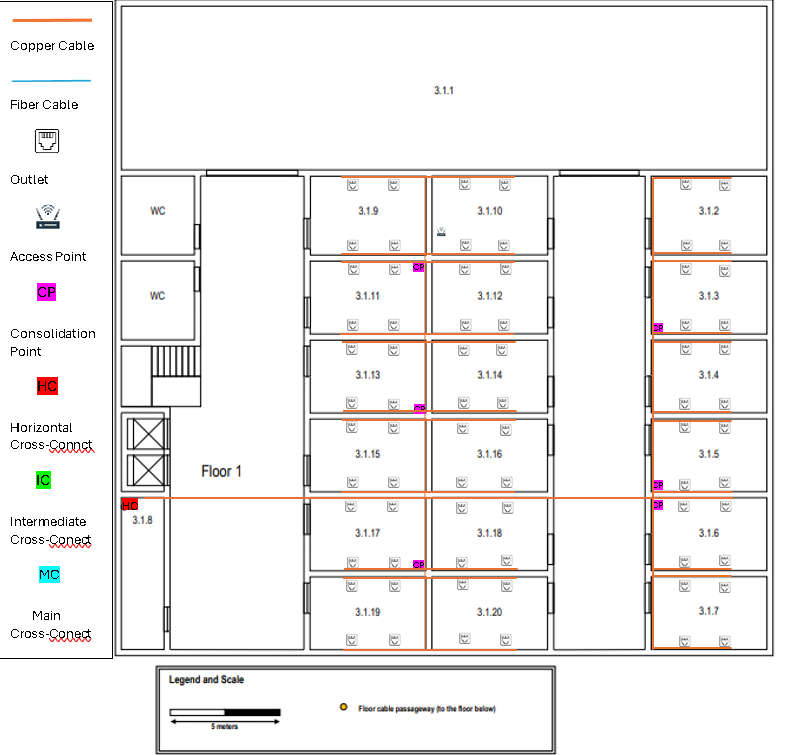 Copper Cable
Fiber Cable
Outlet
Access Point
CP
Consolidation
Point
HC
Horizontal
Cross-Connct
IC
Intermediate
Cross-Conect
MC
Main
Cross-Conect
3.1.1
WC
3.1.9
3.1.10
3.1.2
WC
CP
3.1.11
3.1.12
3.1.3
CP
3.1.13
3.1.14
3.1.4
CP
3.1.15
3.1.16
3.1.5
Floor 1
CP
HC
CP
3.1.8
3.1.17
3.1.18
3.1.6
CP
3.1.19
3.1.20
3.1.7
Legend and Scale
5 meters
Floor cable passageway (to the floor below)